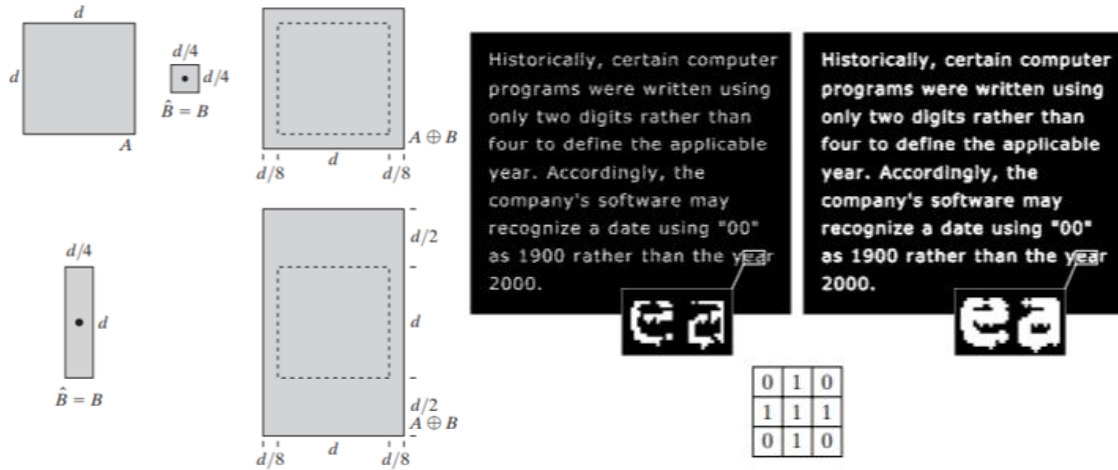 d
d
A
d/4
d/4
B̂ = B
A ⊕ B
d
d/8
d/8
d/4
d
B̂ = B
d/2
d
d/2
A ⊕ B
d
d/8
d/8
Historically, certain computer
programs were written using
only two digits rather than
four to define the applicable
year. Accordingly, the
company's software may
recognize a date using "00"
as 1900 rather than the year
2000.
e a
Historically, certain computer
programs were written using
only two digits rather than
four to define the applicable
year. Accordingly, the
company's software may
recognize a date using "00"
as 1900 rather than the year
2000.
e a
0 1 0
1 1 1
0 1 0